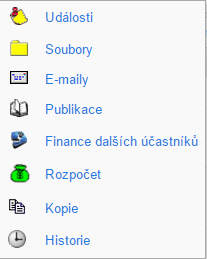 Události
Soubory
E-maily
Publikace
Finance dalších účastníků
Rozpočet
Kopie
Historie